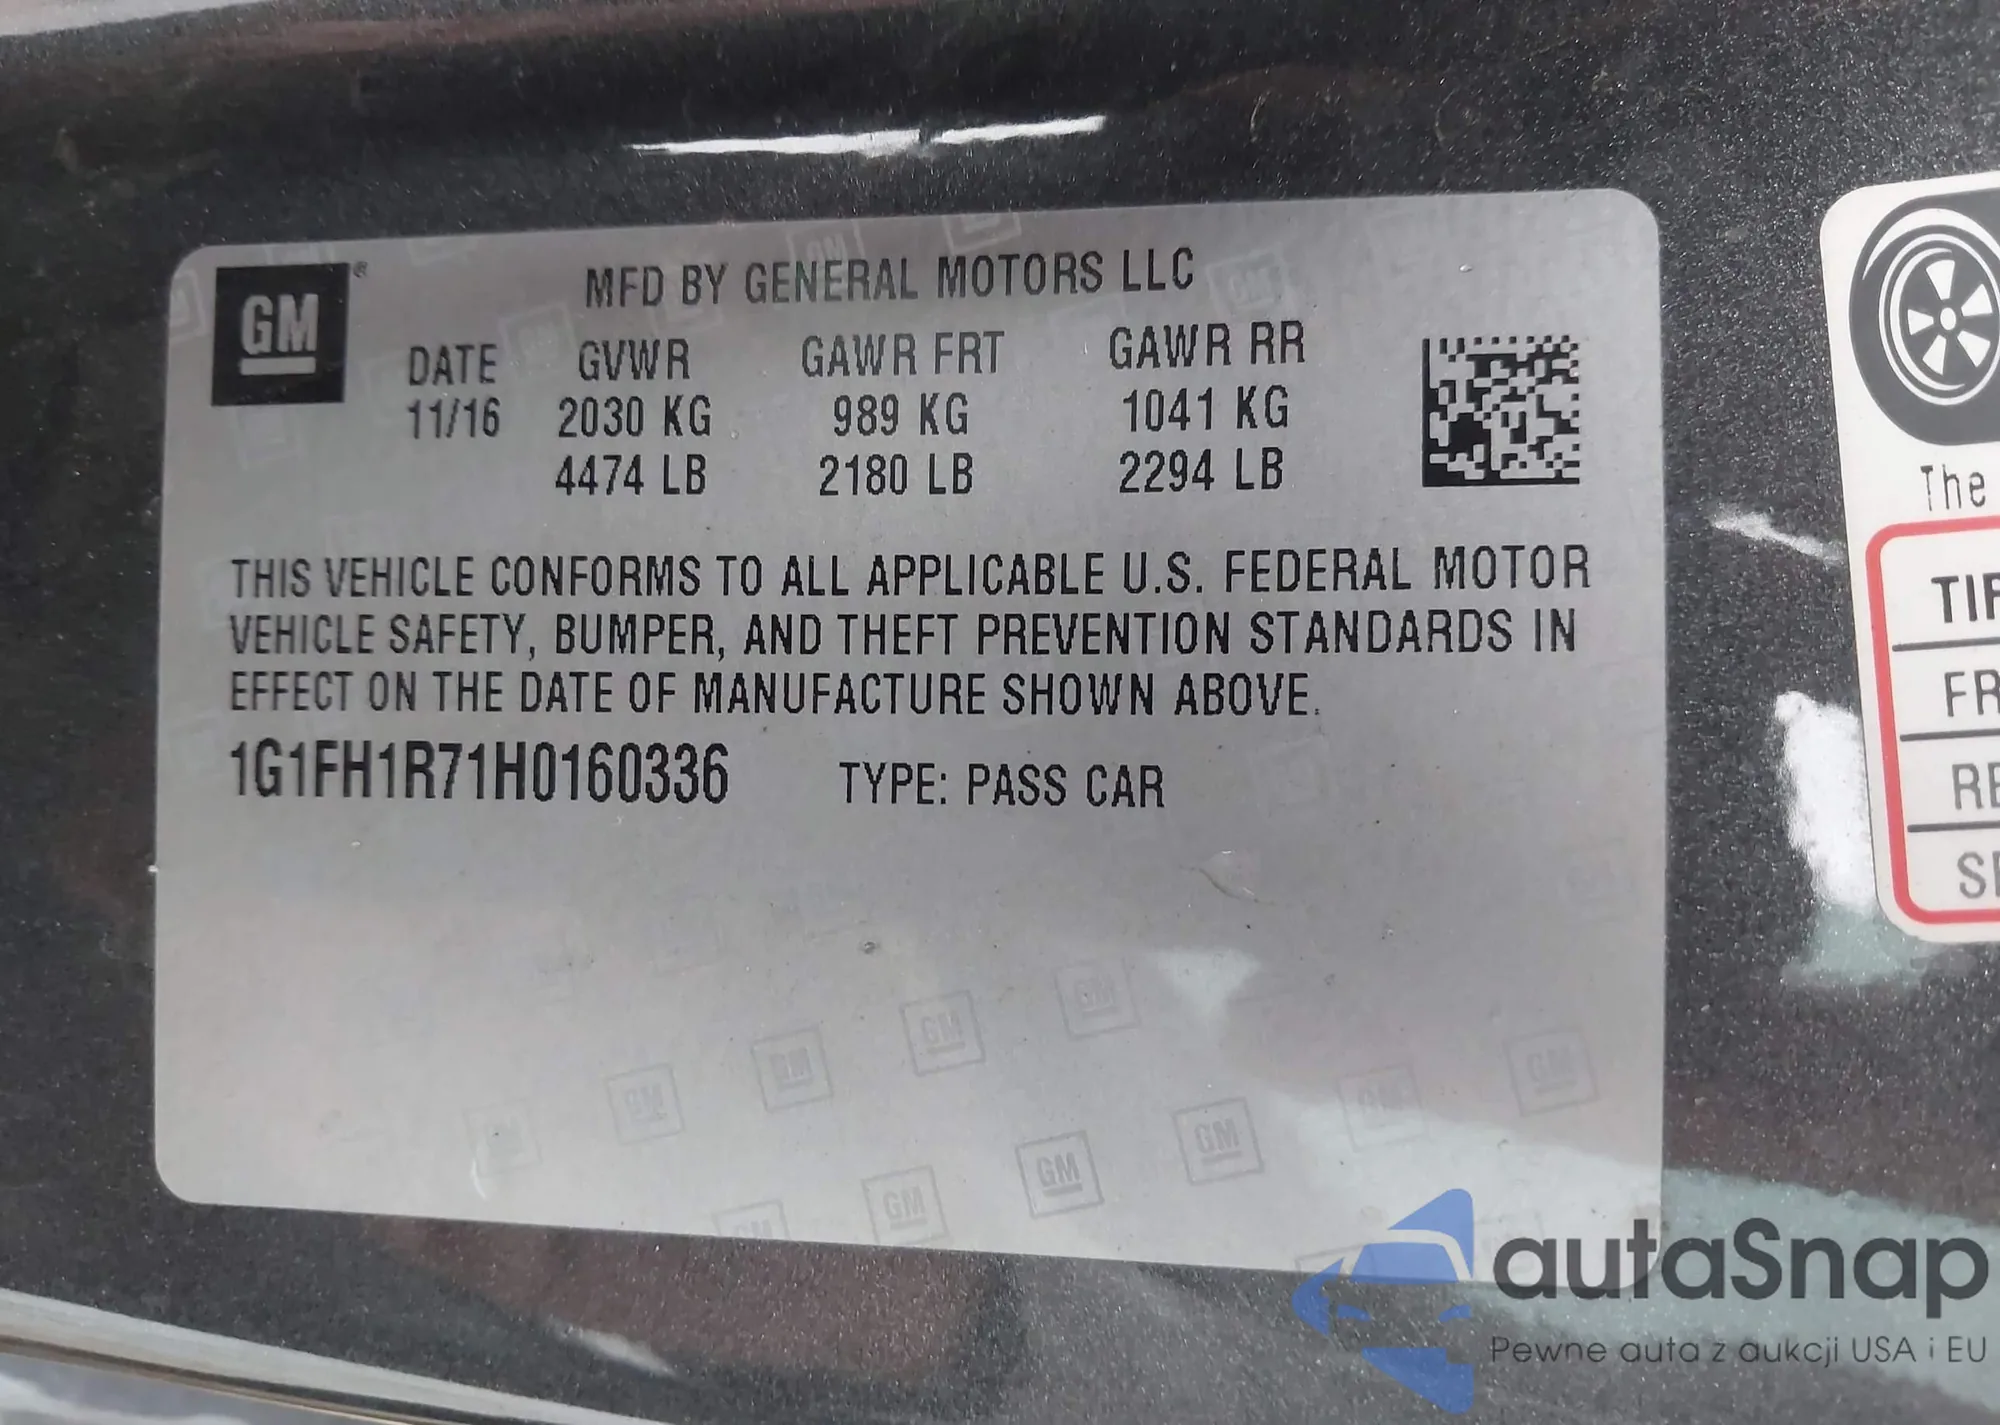 GM®
MFD BY GENERAL MOTORS LLC
DATE GVWR GAWR FRT GAWR RR
11/16 2030 KG 989 KG 1041 KG
4474 LB 2180 LB 2294 LB
THIS VEHICLE CONFORMS TO ALL APPLICABLE U.S. FEDERAL MOTOR
VEHICLE SAFETY, BUMPER, AND THEFT PREVENTION STANDARDS IN
EFFECT ON THE DATE OF MANUFACTURE SHOWN ABOVE.
1G1FH1R71H0160336 TYPE: PASS CAR
The
autaSnap
Pewne auta z aukcji USA i EU